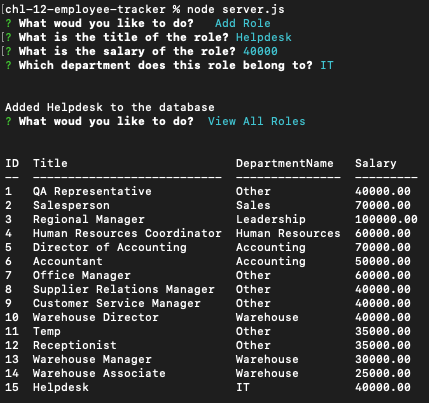 [chl-12-employee-tracker % node server.js
? What woud you like to do?   Add Role
[? What is the title of the role? Helpdesk
[? What is the salary of the role? 40000
? Which department does this role belong to? IT
Added Helpdesk to the database
? What woud you like to do?  View All Roles
ID  Title                        DepartmentName   Salary
──  ───────────────────────────  ───────────────  ─────────
1   QA Representative            Other            40000.00
2   Salesperson                  Sales            70000.00
3   Regional Manager             Leadership       100000.00
4   Human Resources Coordinator  Human Resources  60000.00
5   Director of Accounting       Accounting       70000.00
6   Accountant                   Accounting       50000.00
7   Office Manager               Other            60000.00
8   Supplier Relations Manager   Other            40000.00
9   Customer Service Manager     Other            40000.00
10  Warehouse Director           Warehouse        40000.00
11  Temp                         Other            35000.00
12  Receptionist                 Other            35000.00
13  Warehouse Manager            Warehouse        30000.00
14  Warehouse Associate          Warehouse        25000.00
15  Helpdesk                     IT               40000.00